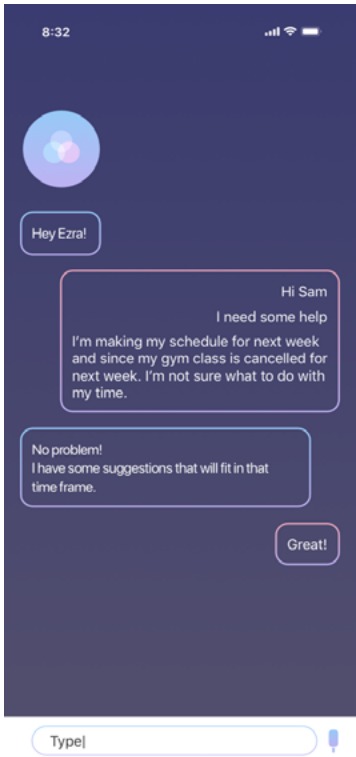 8:32
Hey Ezra!
Hi Sam
I need some help
I'm making my schedule for next week
and since my gym class is cancelled for
next week. I'm not sure what to do with
my time.
No problem!
I have some suggestions that will fit in that
time frame.
Great!
Type|